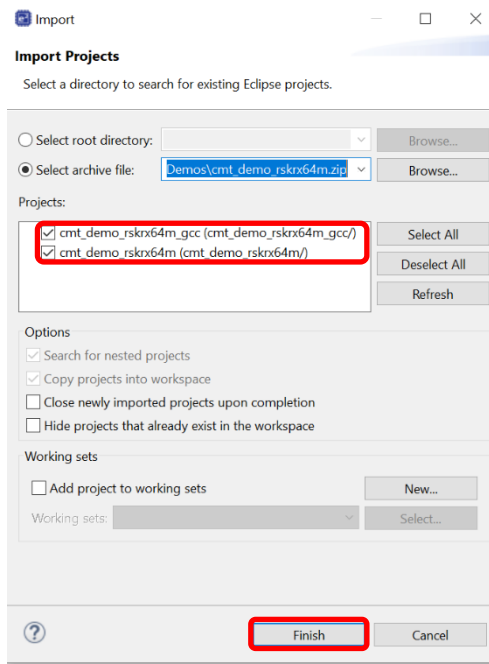 Import
Import Projects
Select a directory to search for existing Eclipse projects.
Select root directory:
Browse...
Select archive file:
Demos\cmt_demo_rskrx64m.zip
Browse...
Projects:
cmt_demo_rskrx64m_gcc (cmt_demo_rskrx64m_gcc/)
Select All
cmt_demo_rskrx64m (cmt_demo_rskrx64m/)
Deselect All
Refresh
Options
Search for nested projects
Copy projects into workspace
Close newly imported projects upon completion
Hide projects that already exist in the workspace
Working sets
Add project to working sets
New...
Working sets:
Select...
?
Finish
Cancel